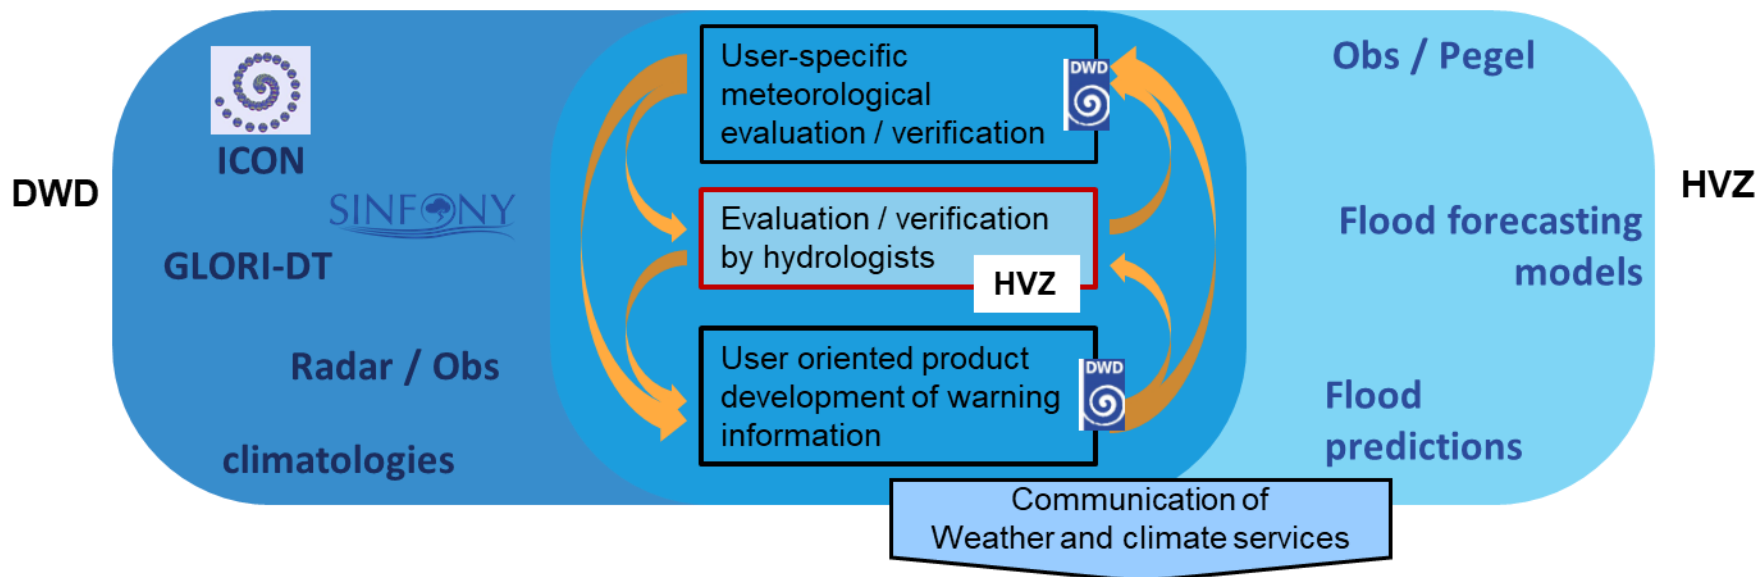 DWD
ICON
SINFONY
GLORI-DT
Radar / Obs
climatologies
User-specific
meteorological
evaluation / verification
DWD
Evaluation / verification
by hydrologists
HVZ
User oriented product
development of warning
information
DWD
Communication of
Weather and climate services
Obs / Pegel
Flood forecasting
models
Flood
predictions
HVZ